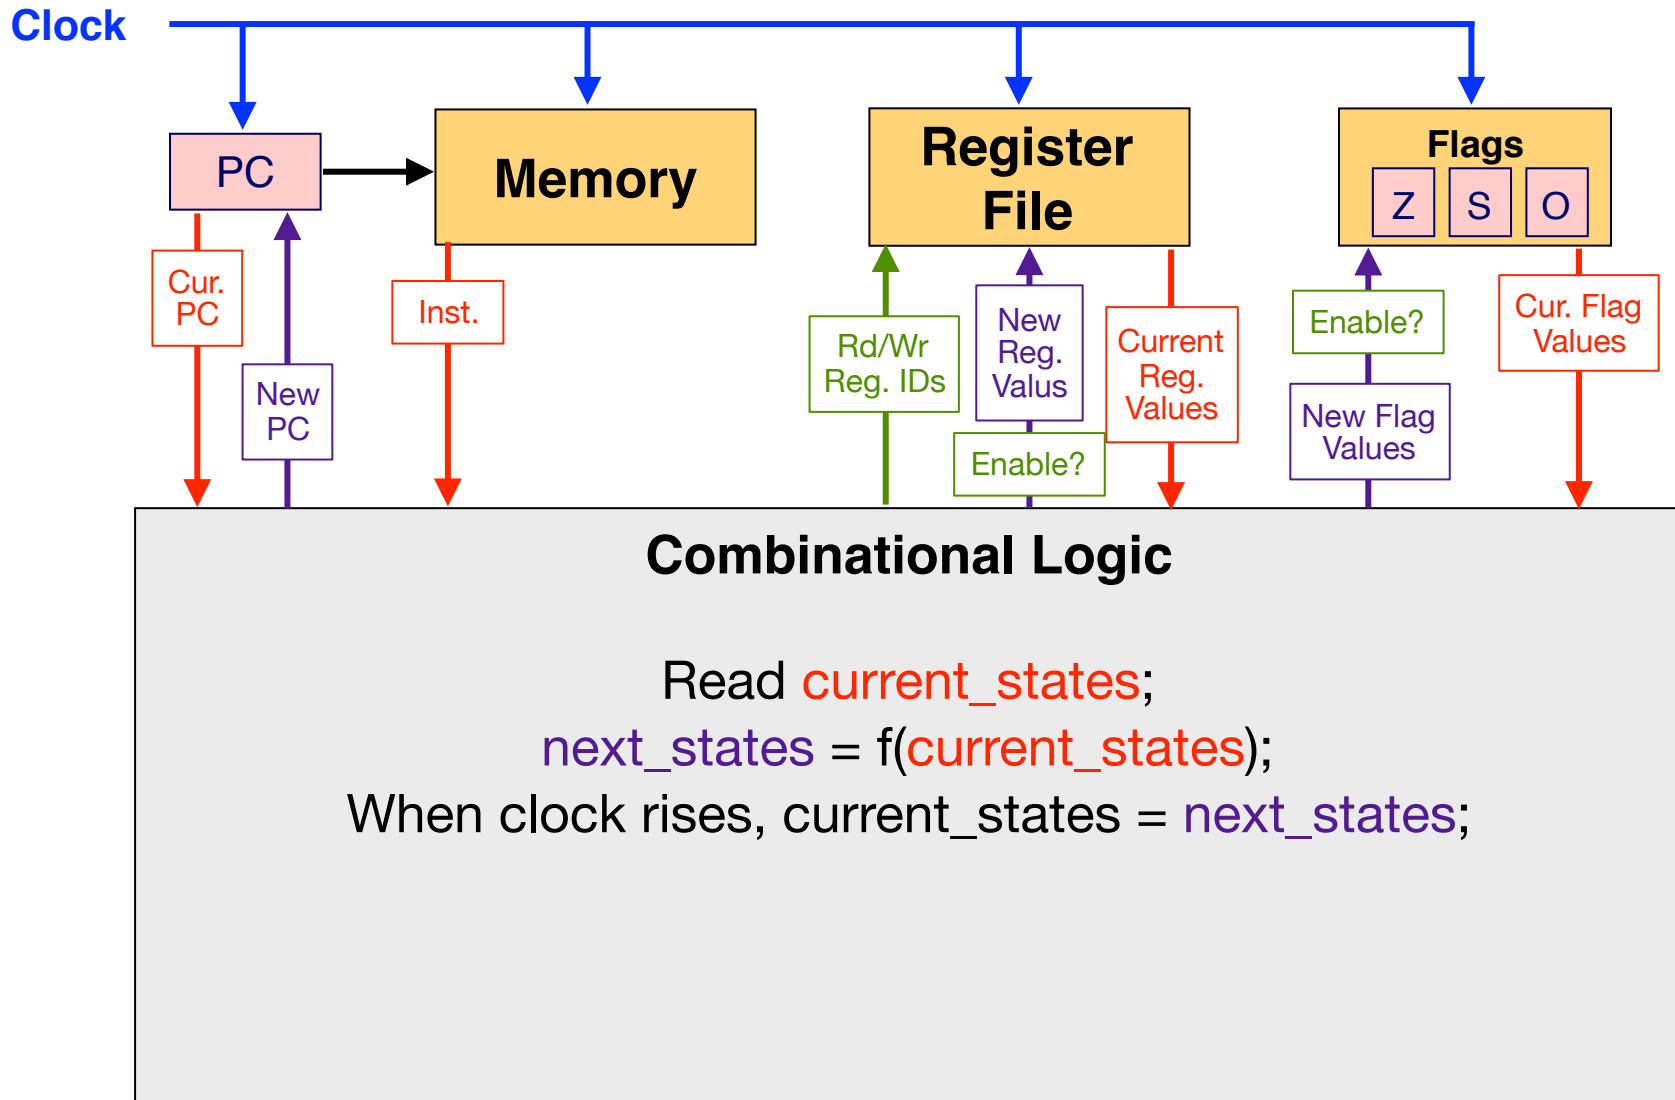 Clock
PC
Memory
Register
File
Flags
Z S O
Cur.
PC
New
PC
Inst.
Rd/Wr
Reg. IDs
New
Reg.
Valus
Enable?
Current
Reg.
Values
Enable?
New Flag
Values
Cur. Flag
Values
Combinational Logic
Read current_states;
next_states = f(current_states);
When clock rises, current_states = next_states;